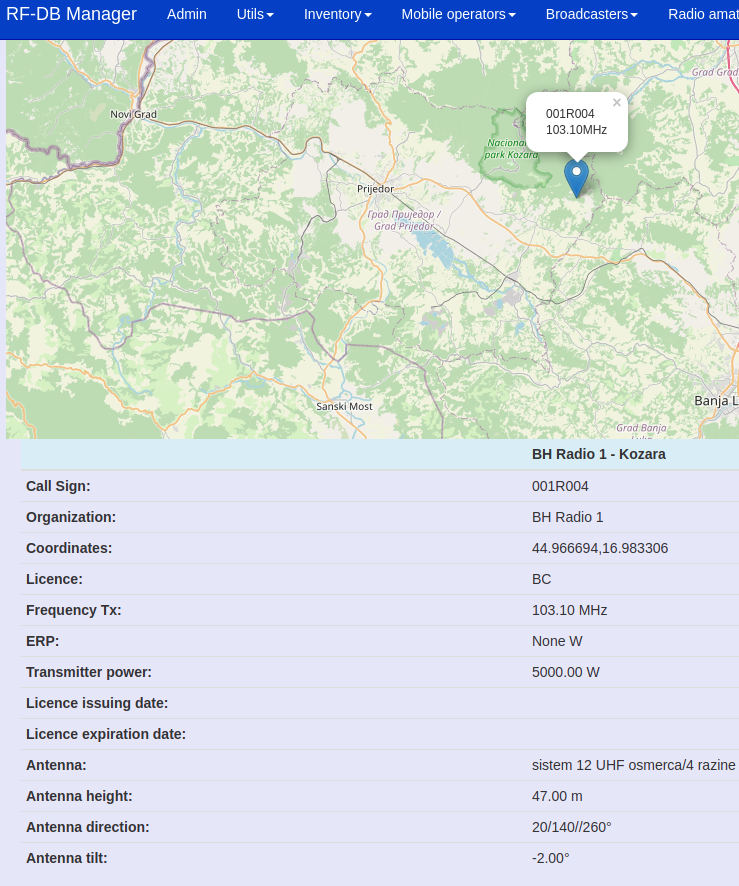 RF-DB Manager Admin Utils Inventory Mobile operators Broadcasters Radio amat
Grad Grad
Novi Grad
001R004
103.10MHz
×
Nacional
park Kozara
Prijedor
Град Приједор /
Grad Prijedor
Sanski Most
Banja L
Grad Banja
BH Radio 1 - Kozara
Call Sign: 001R004
Organization: BH Radio 1
Coordinates: 44.966694,16.983306
Licence: BC
Frequency Tx: 103.10 MHz
ERP: None W
Transmitter power: 5000.00 W
Licence issuing date:
Licence expiration date:
Antenna: sistem 12 UHF osmerca/4 razine
Antenna height: 47.00 m
Antenna direction: 20/140//260°
Antenna tilt: -2.00°